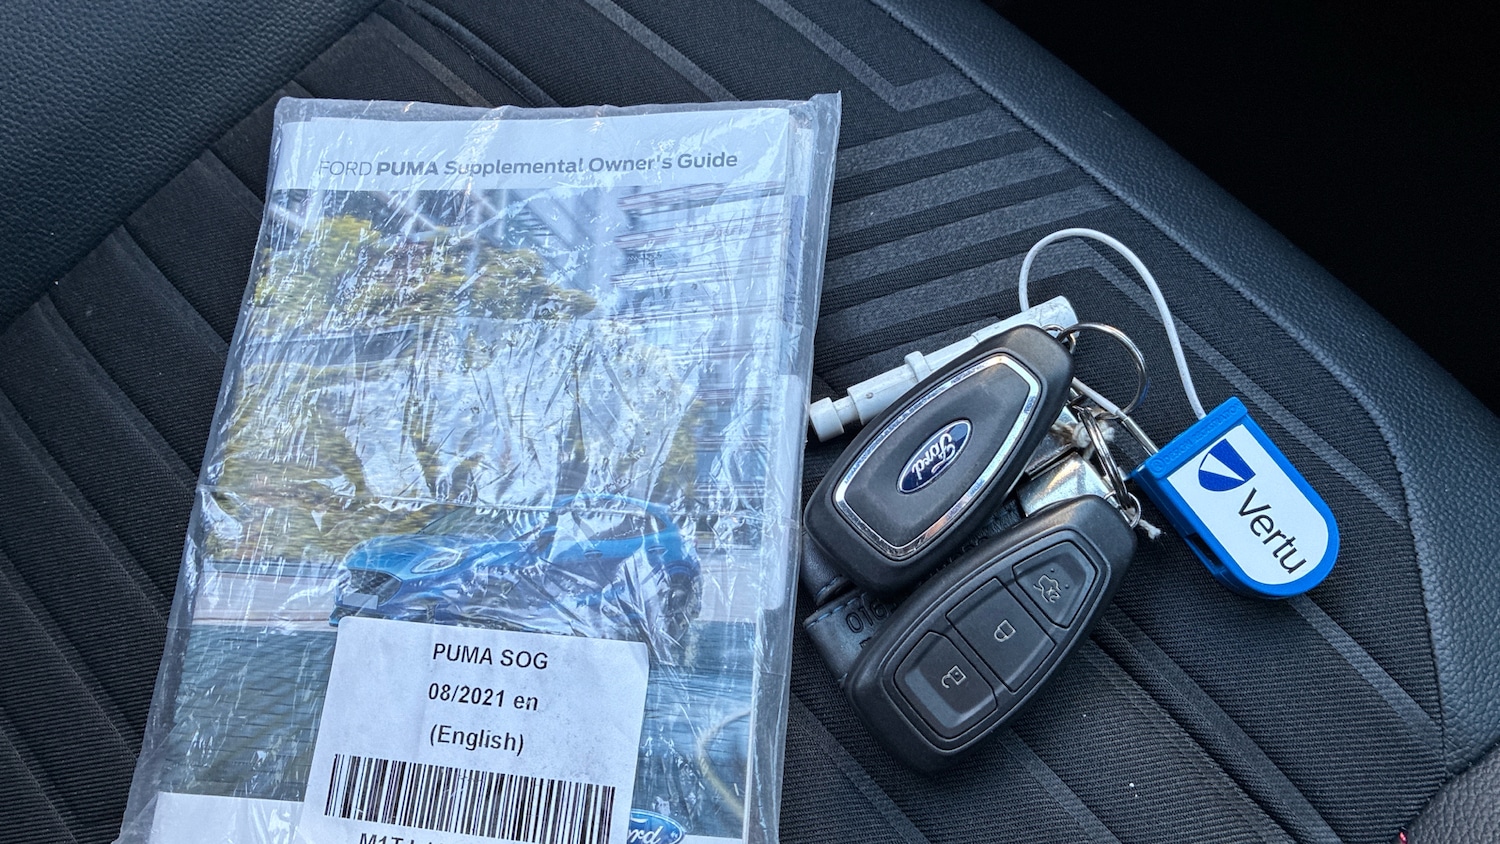 FORD PUMA Supplemental Owner's Guide
PUMA SOG
08/2021 en
(English)
Ford
Vertu